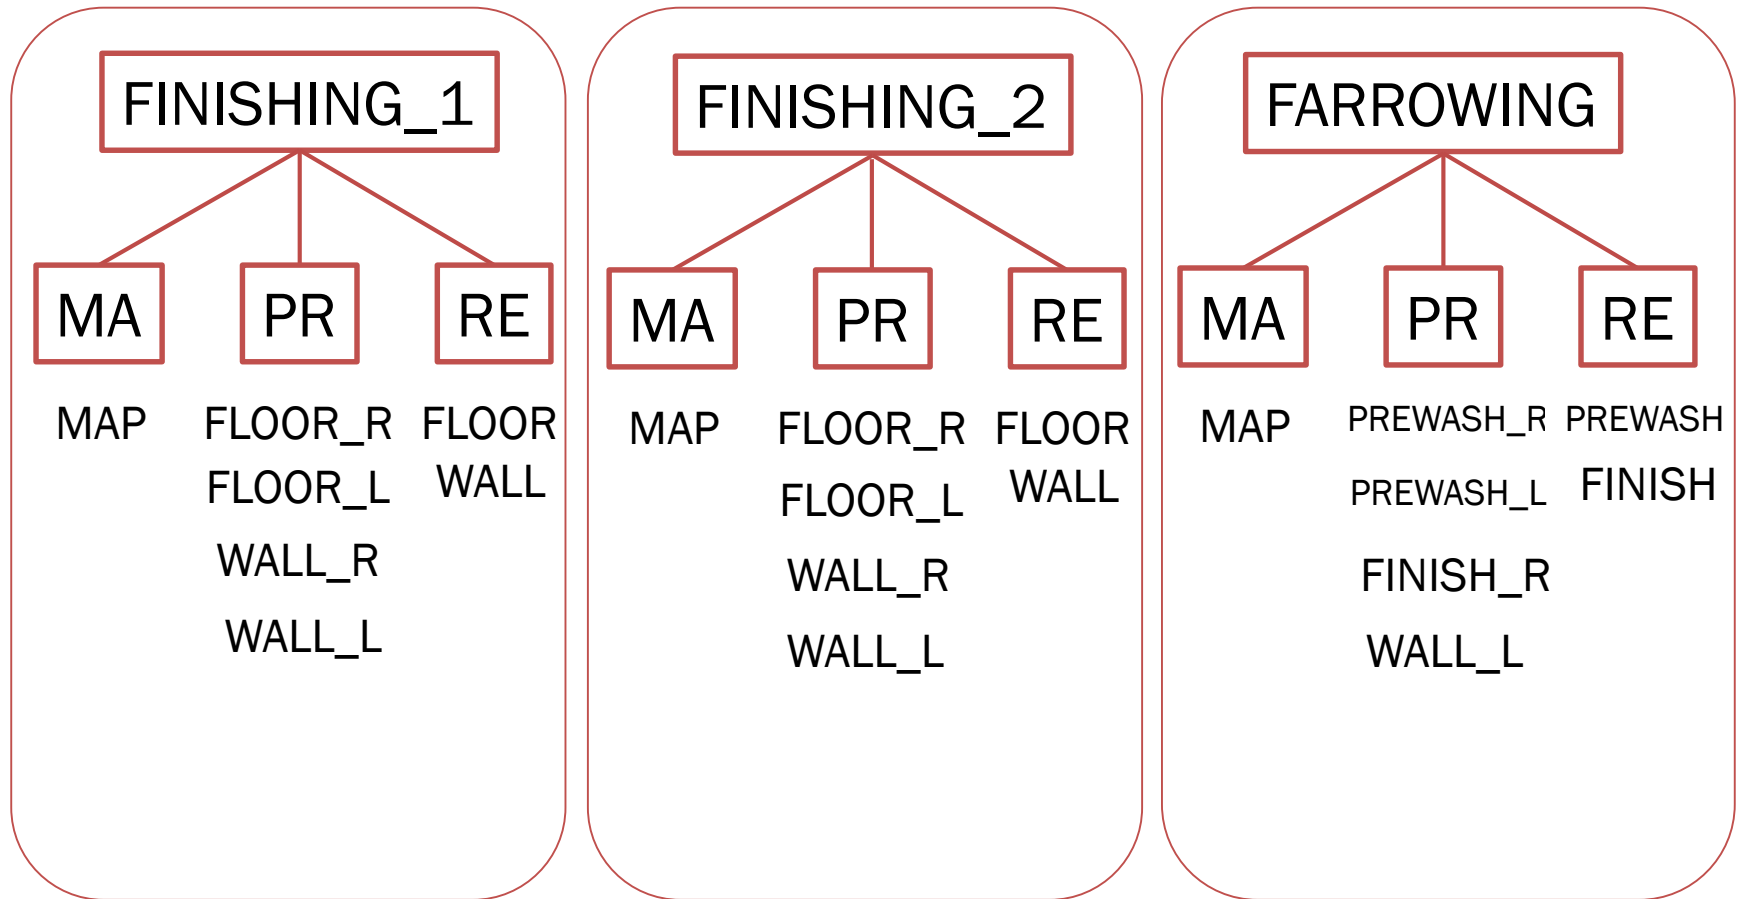 FINISHING_1
MA
PR
RE
MAP
FLOOR_R
FLOOR
FLOOR_L
WALL
WALL_R
WALL_L
FINISHING_2
MA
PR
RE
MAP
FLOOR_R
FLOOR
FLOOR_L
WALL
WALL_R
WALL_L
FARROWING
MA
PR
RE
MAP
PREWASH_R
PREWASH
PREWASH_L
FINISH
FINISH_R
WALL_L